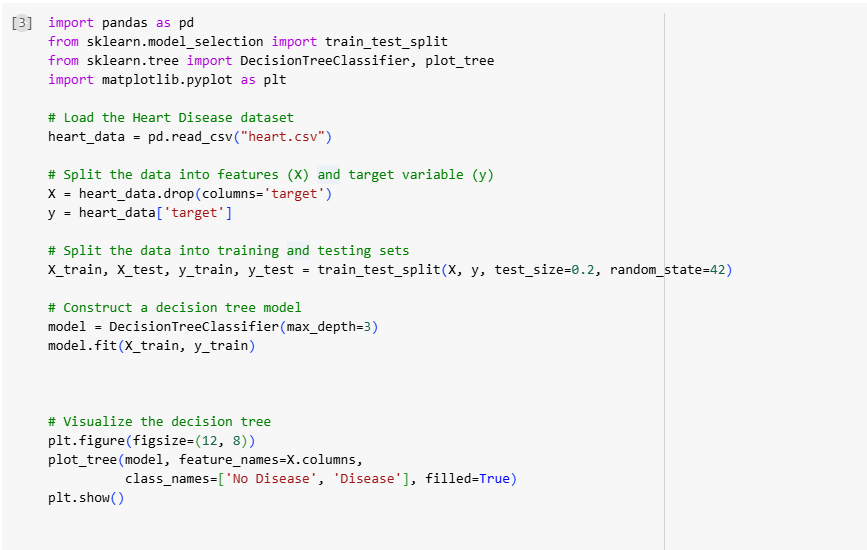 [3] import pandas as pd
from sklearn.model_selection import train_test_split
from sklearn.tree import DecisionTreeClassifier, plot_tree
import matplotlib.pyplot as plt
# Load the Heart Disease dataset
heart_data = pd.read_csv("heart.csv")
# Split the data into features (X) and target variable (y)
X = heart_data.drop(columns='target')
y = heart_data['target']
# Split the data into training and testing sets
X_train, X_test, y_train, y_test = train_test_split(X, y, test_size=0.2, random_state=42)
# Construct a decision tree model
model = DecisionTreeClassifier(max_depth=3)
model.fit(X_train, y_train)
# Visualize the decision tree
plt.figure(figsize=(12, 8))
plot_tree(model, feature_names=X.columns,
class_names=['No Disease', 'Disease'], filled=True)
plt.show()